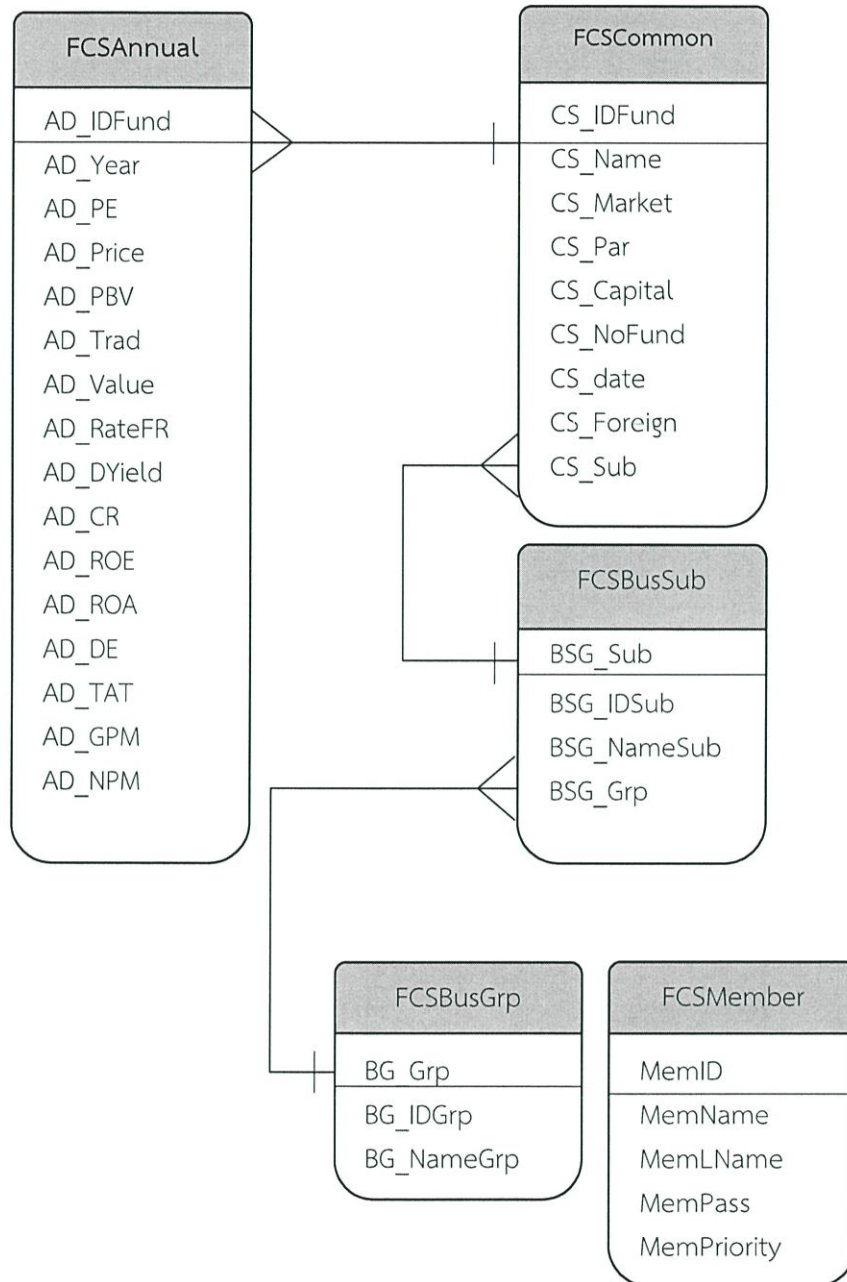 FCSAnnual
AD_IDFund
AD_Year
AD_PE
AD_Price
AD_PBV
AD_Trad
AD_Value
AD_RateFR
AD_DYield
AD_CR
AD_ROE
AD_ROA
AD_DE
AD_TAT
AD_GPM
AD_NPM
FCSCommon
CS_IDFund
CS_Name
CS_Market
CS_Par
CS_Capital
CS_NoFund
CS_date
CS_Foreign
CS_Sub
FCSBusSub
BSG_Sub
BSG_IDSub
BSG_NameSub
BSG_Grp
FCSBusGrp
BG_Grp
BG_IDGrp
BG_NameGrp
FCSMember
MemID
MemName
MemLName
MemPass
MemPriority